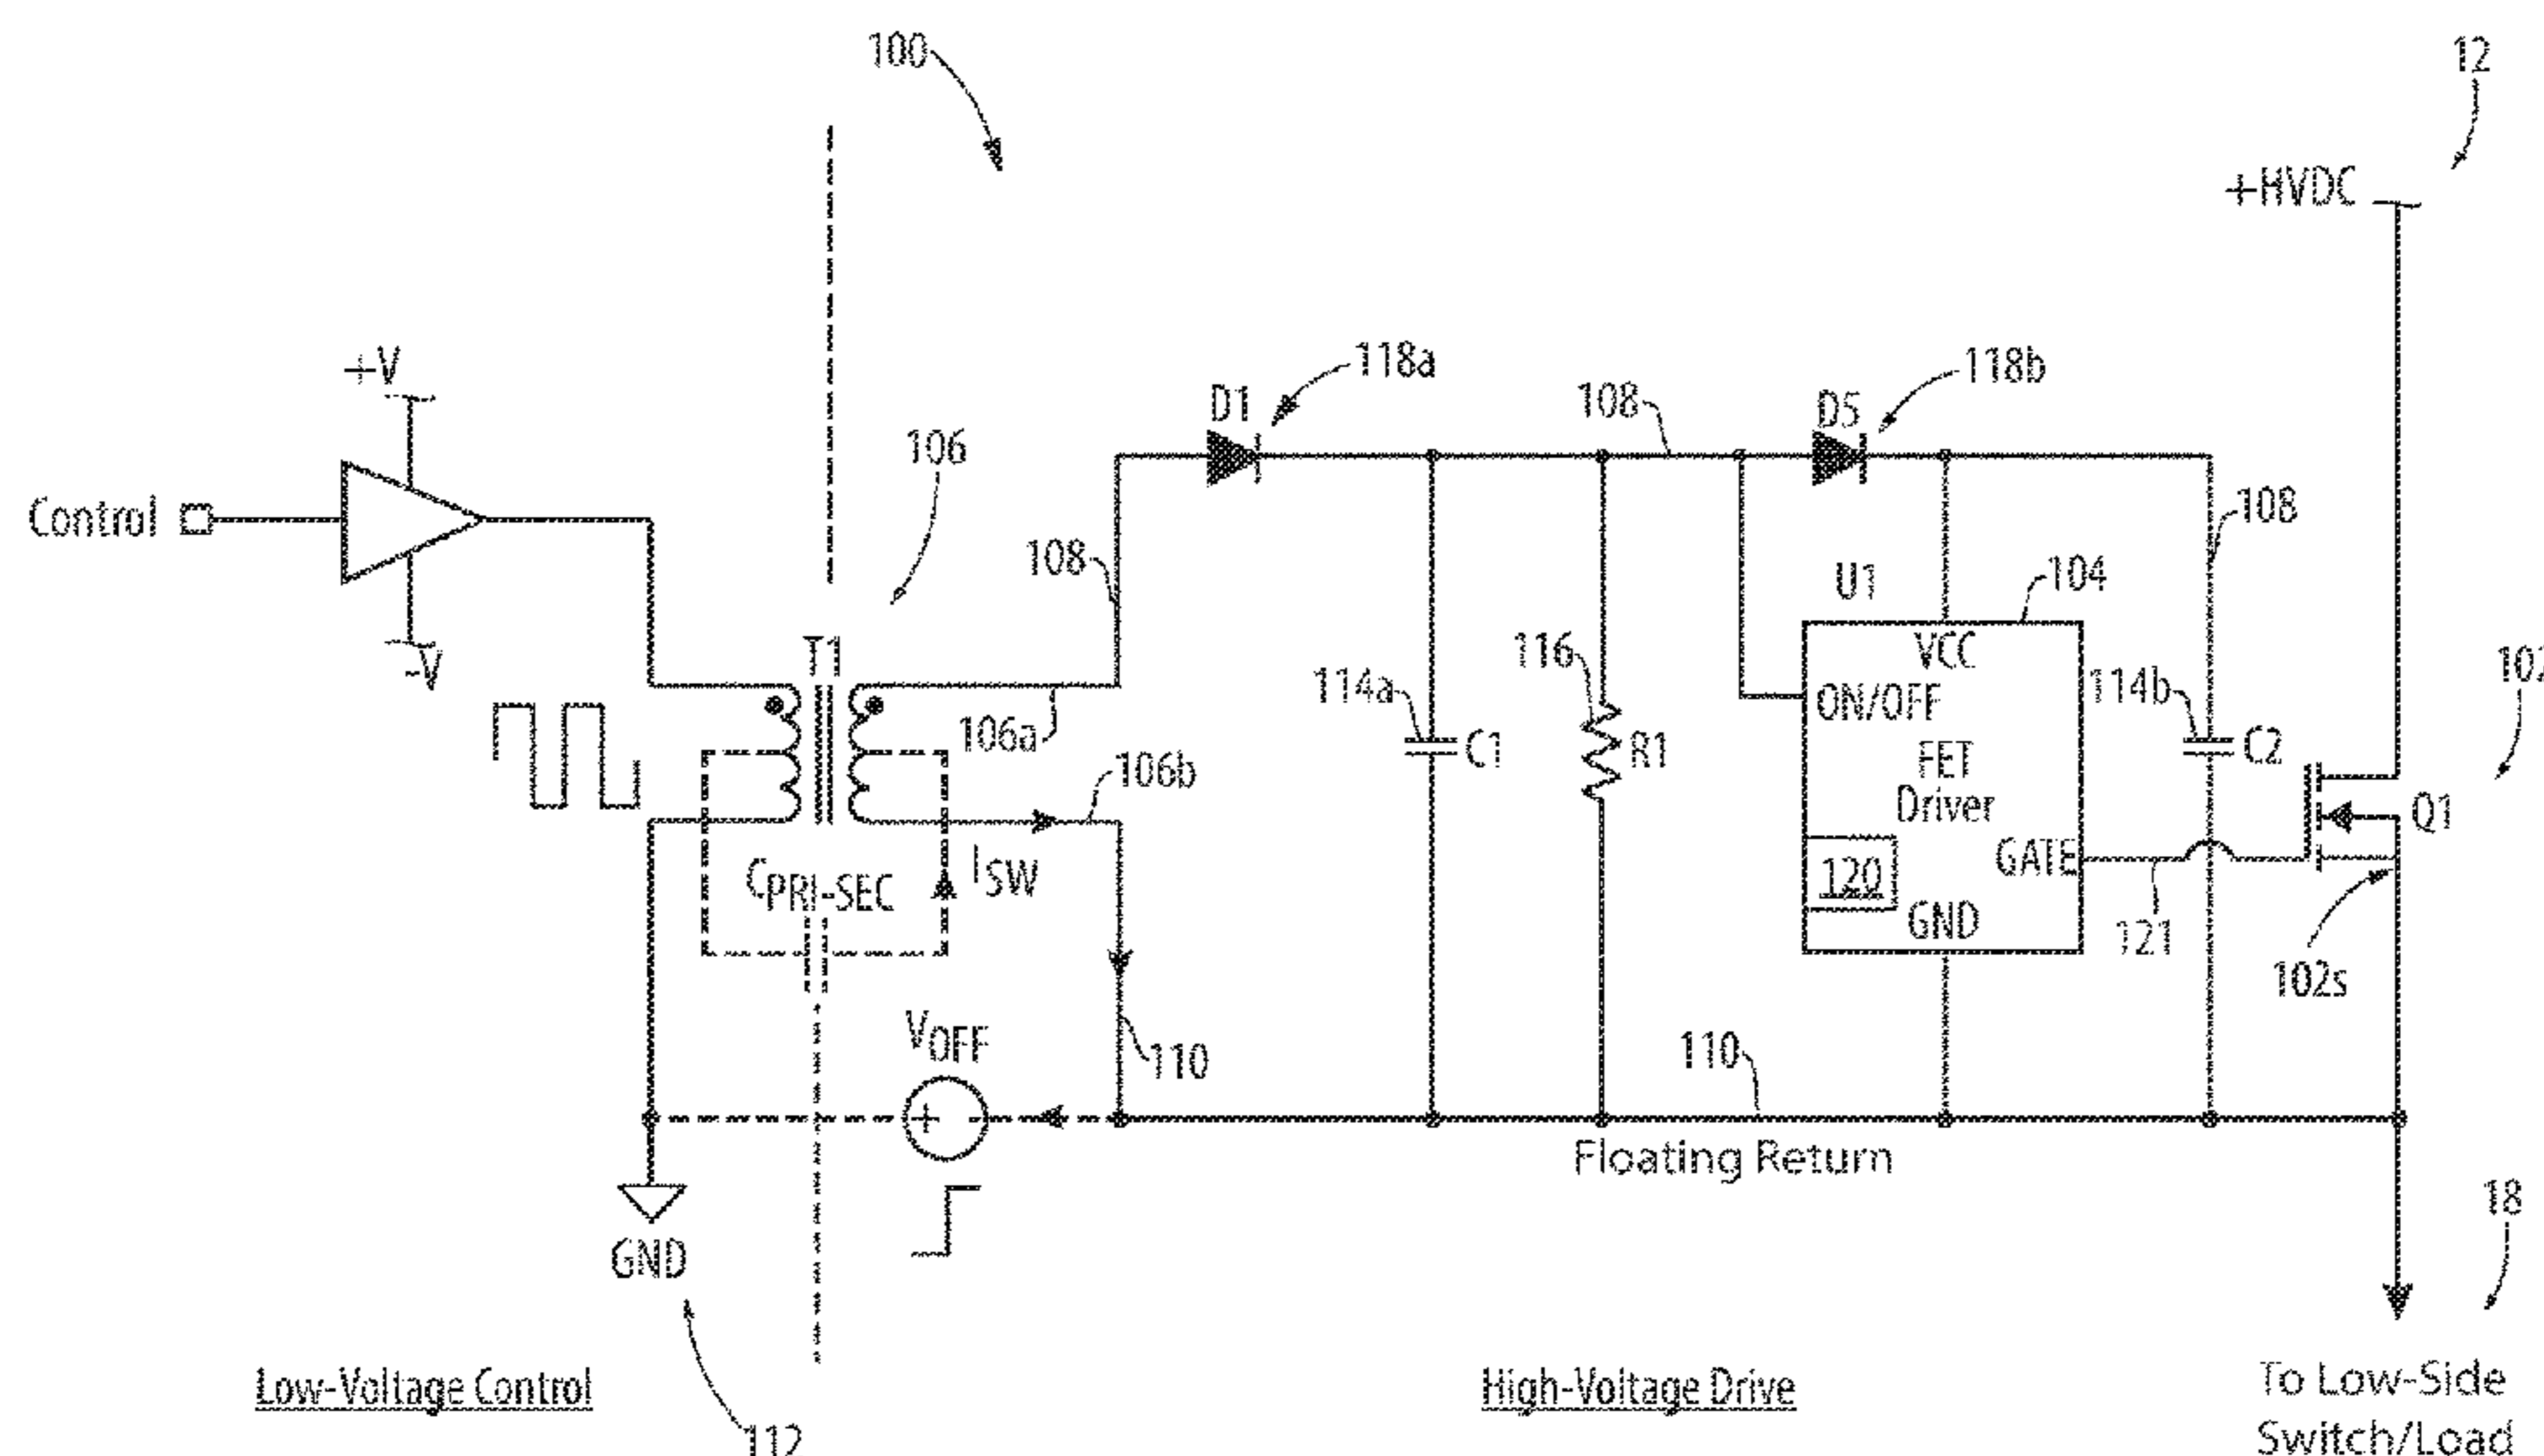 100
12
+HVDC
+V
118a
118b
D1
108
D5
106
Control
108
108
U1
104
-V
T1
116
VCC
114a
ON/OFF
114b
106a
106b
C1
R1
FET
Driver
C2
Q1
CPRI-SEC
ISW
120
GATE
GND
121
102s
VOFF
110
110
+ -
Floating Return
18
GND
Low-Voltage Control
High-Voltage Drive
To Low-Side
Switch/Load
112